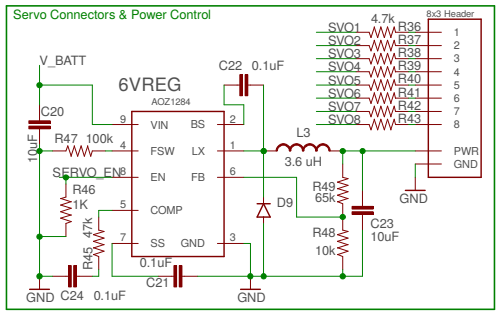 Servo Connectors & Power Control
8x3 Header
4.7k
SVO1 R36 1
SVO2 R37 2
SVO3 R38 3
SVO4 R39 4
SVO5 R40 5
SVO6 R41 6
SVO7 R42 7
SVO8 R43 8
PWR
GND
GND
V_BATT
6VREG
AOZ1284
C22 0.1uF
C20
10uF
9 VIN BS 2
R47 100k
4 FSW LX 1
L3
3.6 uH
SERVO_EN 8 EN FB 6
R46
1K
R49
65k
D9
C23
10uF
5 COMP
47k
R45
R48
10k
7 SS GND 3
0.1uF
C21
C24 0.1uF
GND
GND